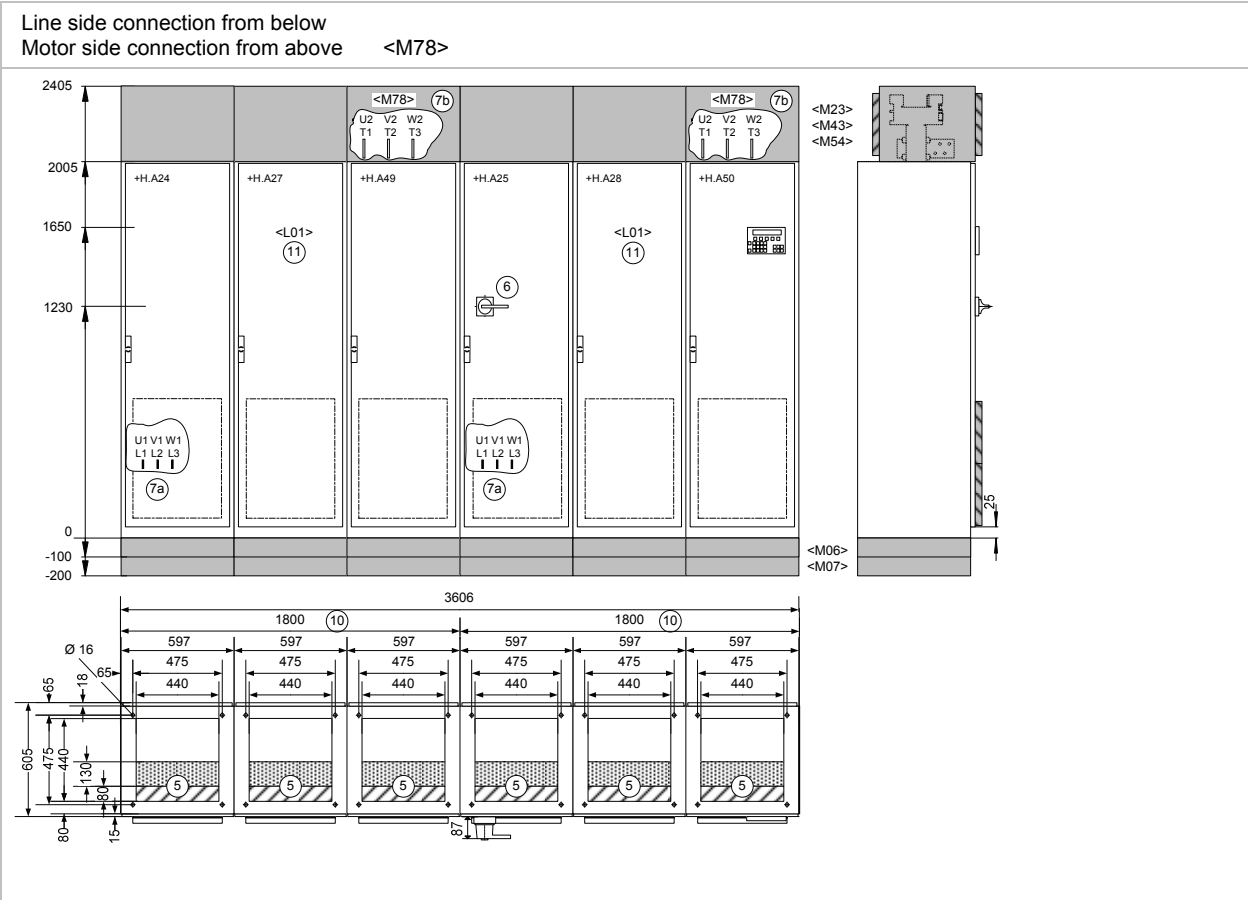 Line side connection from below
Motor side connection from above <M78>
2405
<M78> 7b <M78> 7b
U2 V2 W2 U2 V2 W2
T1 T2 T3 T1 T2 T3
<M23>
<M43>
<M54>
2005
+H.A24 +H.A27 +H.A49 +H.A25 +H.A28 +H.A50
1650
<L01> <L01>
11 11
6
1230
U1 V1 W1 U1 V1 W1
L1 L2 L3 L1 L2 L3
7a 7a
25
0
-100 <M06>
-200 <M07>
3606
1800 10 1800 10
597 597 597 597 597 597
Ø 16
475 475 475 475 475 475
65 18 65
440 440 440 440 440 440
605 475 440 130 80
5 5 5 5 5 5
80 15 87